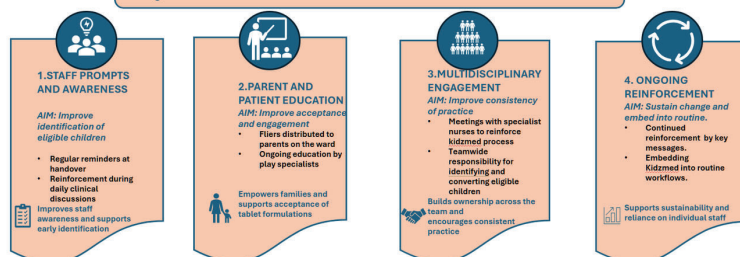 1.STAFF PROMPTS
AND AWARENESS
AIM: Improve
identification of
eligible children
• Regular reminders at
handover
• Reinforcement during
daily clinical
discussions
Improves staff
awareness and supports
early identification
2.PARENT AND
PATIENT EDUCATION
AIM: Improve acceptance
and engagement
• Fliers distributed to
parents on the ward
• Ongoing education by
play specialists
Empowers families and
supports acceptance of
tablet formulations
3.MULTIDISCIPLINARY
ENGAGEMENT
AIM: Improve consistency
of practice
• Meetings with specialist
nurses to reinforce
kidzmed process
• Teamwide
responsibility for
identifying and
converting eligible
children
Builds ownership across the
team and
encourages consistent
practice
4. ONGOING
REINFORCEMENT
AIM: Sustain change and
embed into routine.
• Continued
reinforcement by key
messages.
• Embedding
Kidzmed into routine
workflows.
Supports sustainability and
reliance on individual staff